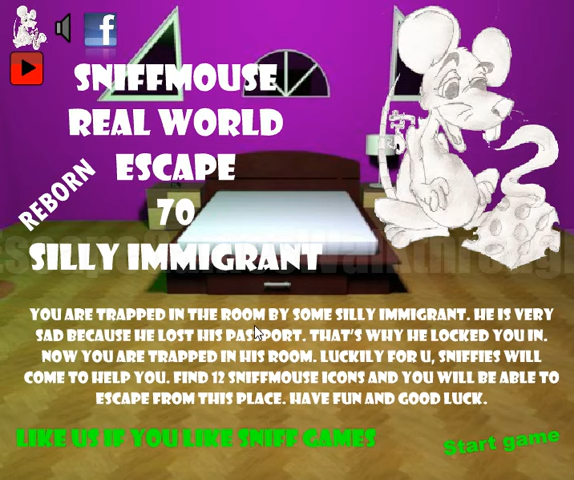 SNIFFMOUSE
REAL WORLD
ESCAPE
REBORN
70
SILLY IMMIGRANT
YOU ARE TRAPPED IN THE ROOM BY SOME SILLY IMMIGRANT. HE IS VERY
SAD BECAUSE HE LOST HIS PASSPORT. THAT'S WHY HE LOCKED YOU IN.
NOW YOU ARE TRAPPED IN HIS ROOM. LUCKILY FOR U, SNIFFIES WILL
COME TO HELP YOU. FIND 12 SNIFFMOUSE ICONS AND YOU WILL BE ABLE TO
ESCAPE FROM THIS PLACE. HAVE FUN AND GOOD LUCK.
LIKE US IF YOU LIKE SNIFF GAMES
Start game